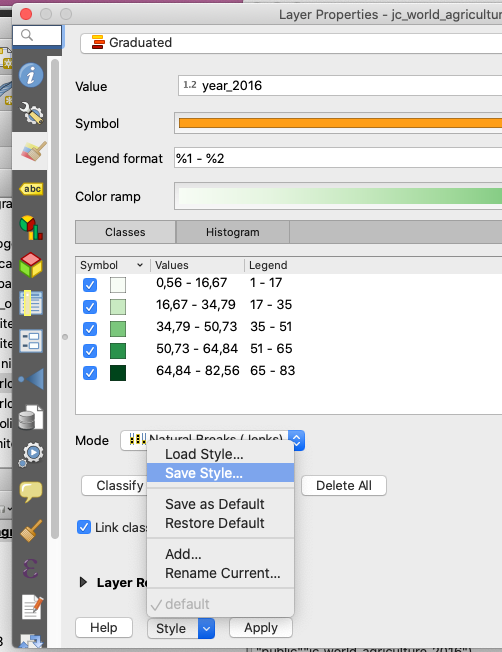 Layer Properties - jc_world_agricultur
Graduated
Value
1.2 year_2016
Symbol
Legend format
%1 - %2
Color ramp
Classes
Histogram
Symbol Values Legend
0,56 - 16,67 1 - 17
16,67 - 34,79 17 - 35
34,79 - 50,73 35 - 51
50,73 - 64,84 51 - 65
64,84 - 82,56 65 - 83
abc
Mode
Natural Breaks (Jenks)
Load Style...
Save Style...
Save as Default
Restore Default
Add...
Rename Current...
default
Classify
Delete All
Link clas
Layer Re
Help
Style
Apply
"public"."jc_world_agriculture_2016")